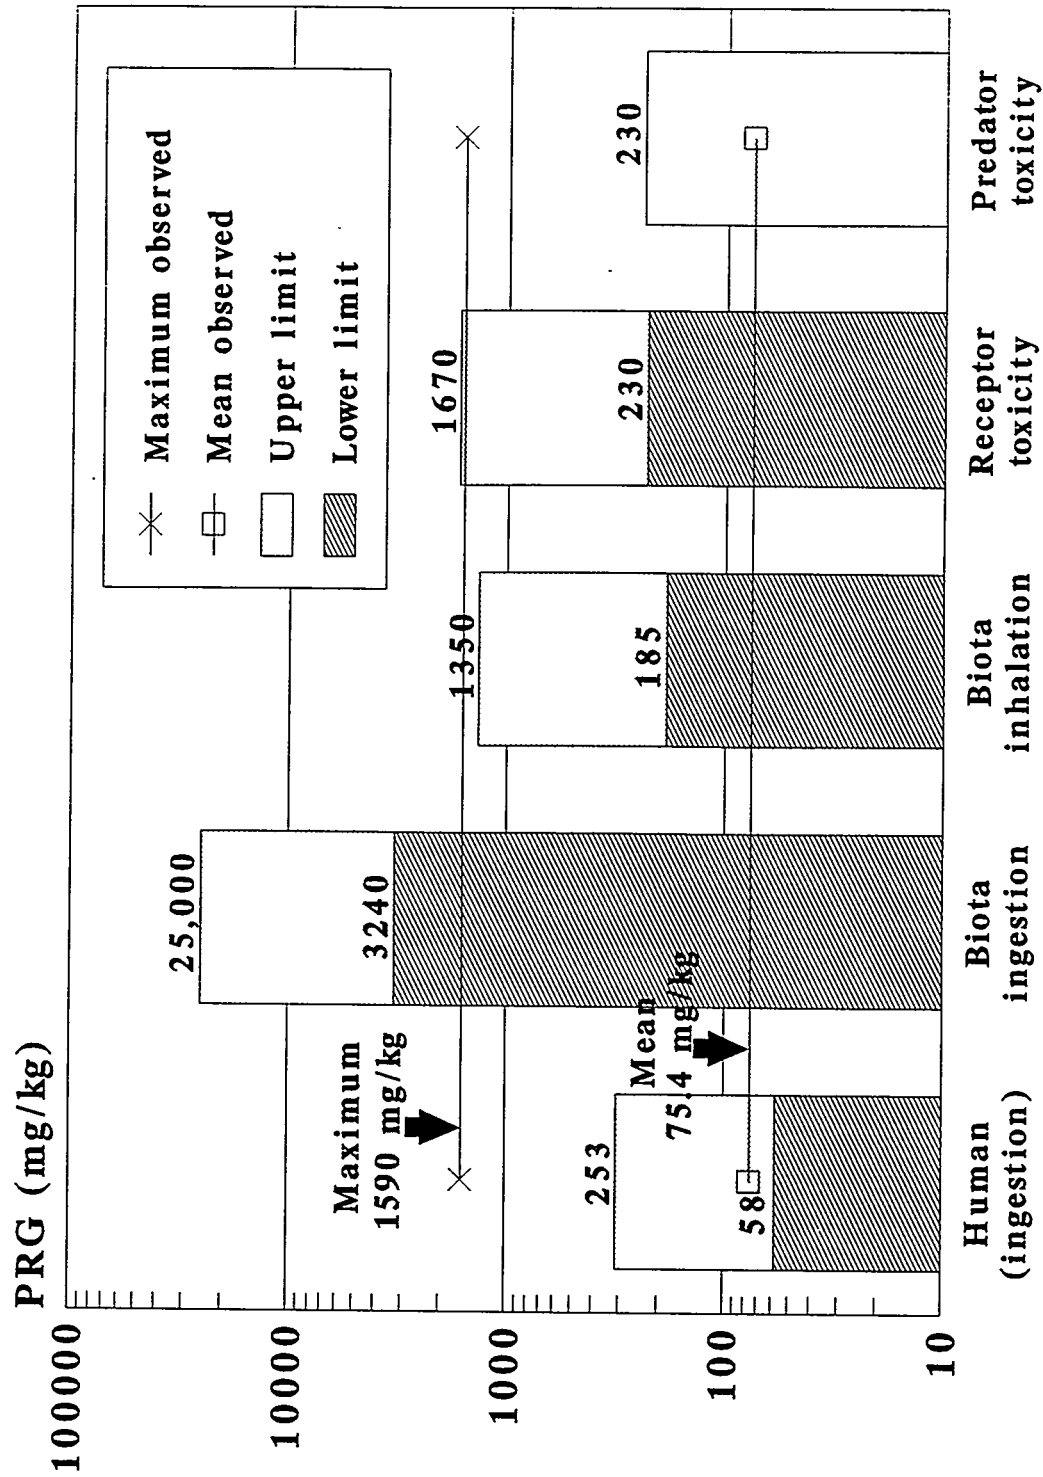 PRG (mg/kg)
100000
10000
1000
100
10
Maximum observed
Mean observed
Upper limit
Lower limit
Maximum
1590 mg/kg
Mean
75.4 mg/kg
253
58
25,000
3240
1350
185
1670
230
230
Human
(ingestion)
Biota
ingestion
Biota
inhalation
Receptor
toxicity
Predator
toxicity